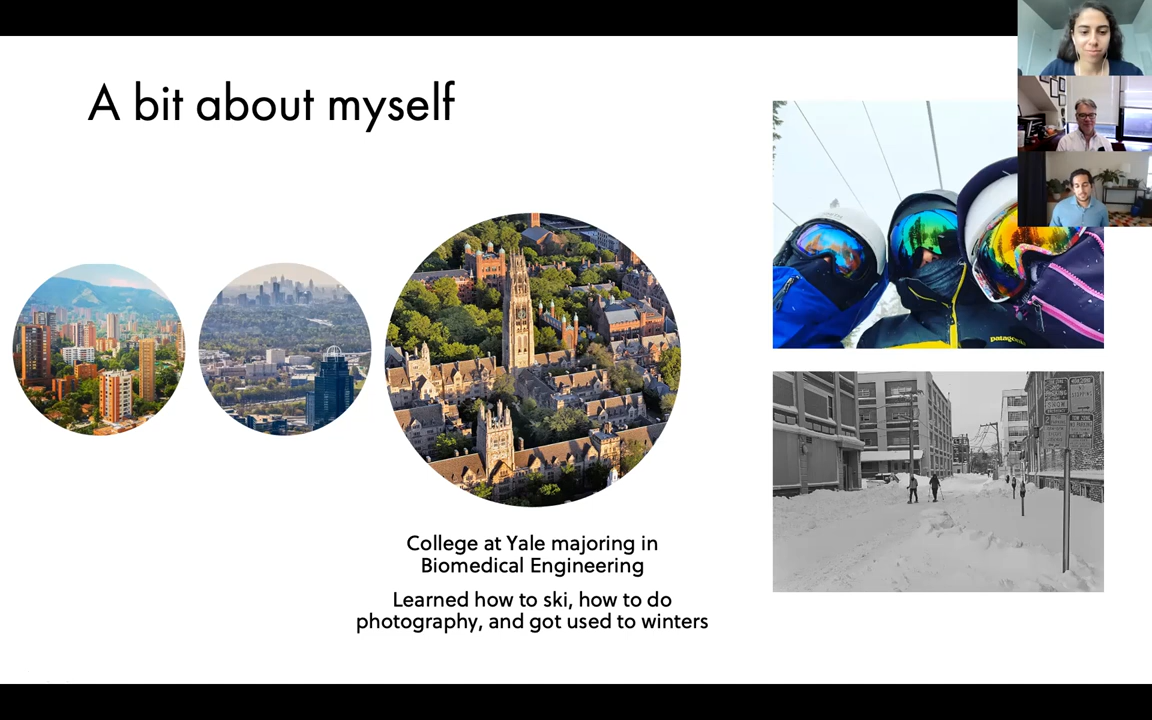 A bit about myself
patagonia
College at Yale majoring in
Biomedical Engineering
Learned how to ski, how to do
photography, and got used to winters